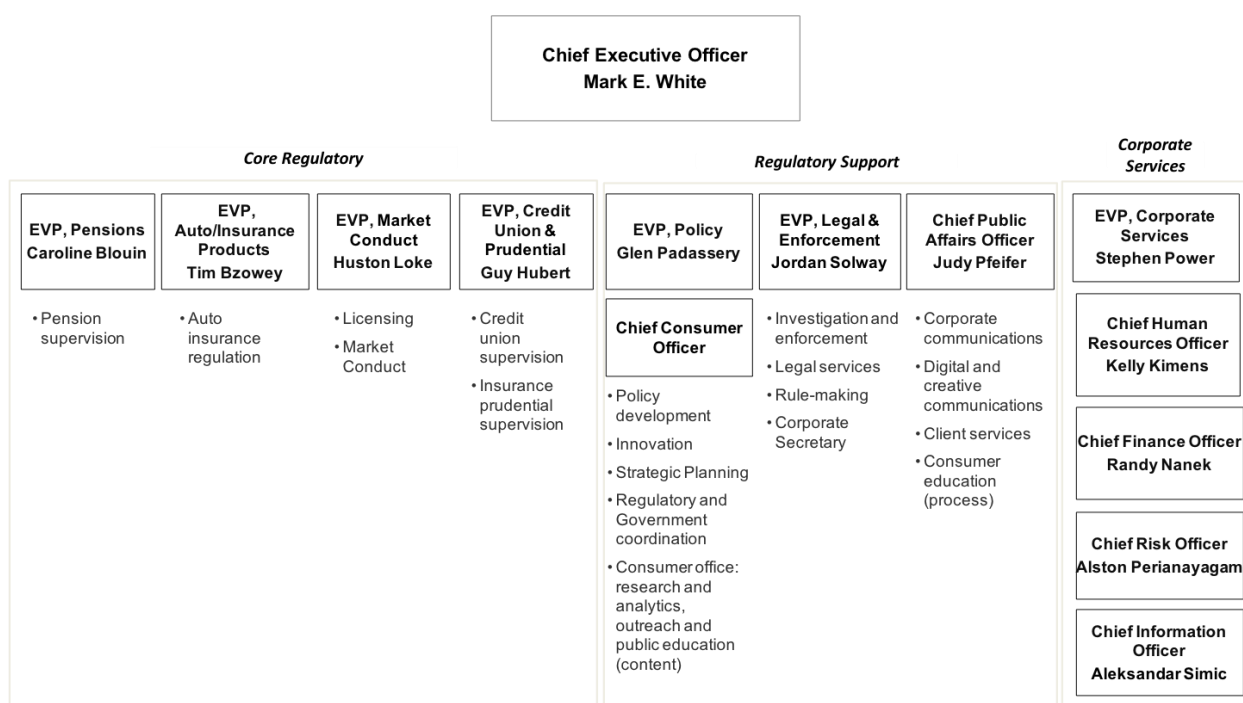 Chief Executive Officer
Mark E. White
Core Regulatory
EVP, Pensions
Caroline Blouin
• Pension
supervision
EVP,
Auto/Insurance
Products
Tim Bzowey
• Auto
insurance
regulation
EVP, Market
Conduct
Huston Loke
• Licensing
• Market
Conduct
EVP, Credit
Union &
Prudential
Guy Hubert
• Credit
union
supervision
• Insurance
prudential
supervision
Regulatory Support
EVP, Policy
Glen Padassery
Chief Consumer
Officer
• Policy
development
• Innovation
• Strategic Planning
• Regulatory and
Government
coordination
• Consumer office:
research and
analytics,
outreach and
public education
(content)
EVP, Legal &
Enforcement
Jordan Solway
• Investigation and
enforcement
• Legal services
• Rule-making
• Corporate
Secretary
Chief Public
Affairs Officer
Judy Pfeifer
• Corporate
communications
• Digital and
creative
communications
• Client services
• Consumer
education
(process)
Corporate
Services
EVP, Corporate
Services
Stephen Power
Chief Human
Resources Officer
Kelly Kimens
Chief Finance Officer
Randy Nanek
Chief Risk Officer
Alston Perianayagam
Chief Information
Officer
Aleksandar Simic